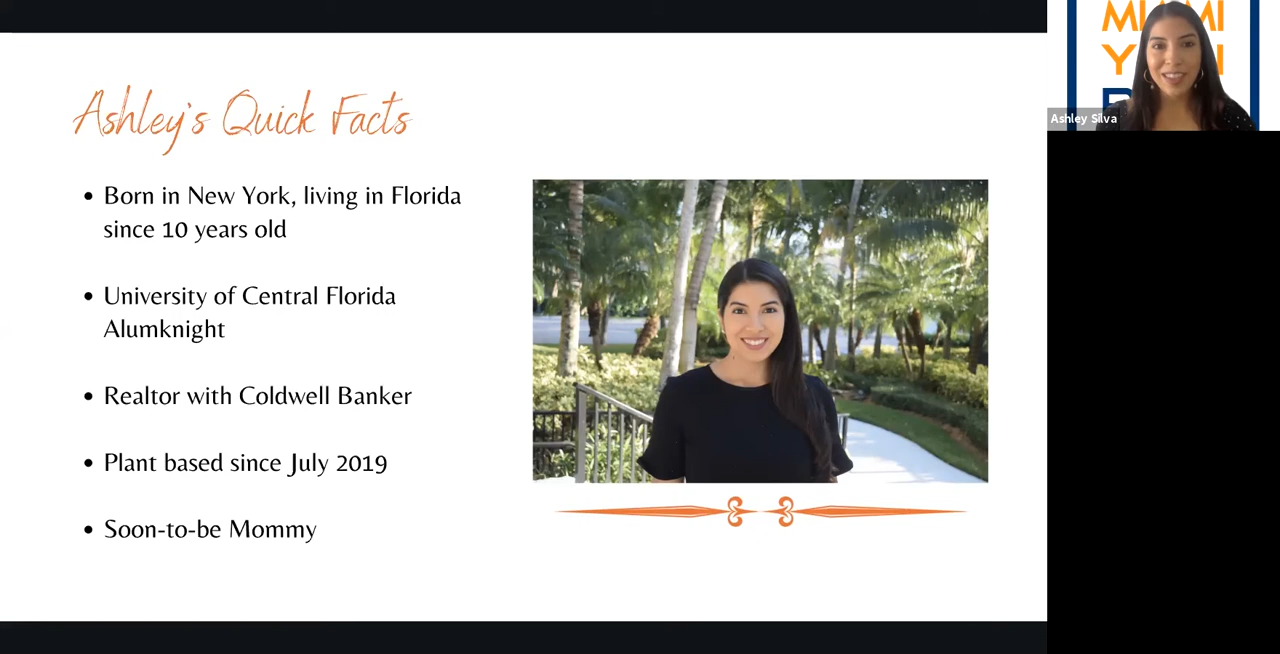 Ashley's Quick Facts
Born in New York, living in Florida
since 10 years old
University of Central Florida
Alumknight
Realtor with Coldwell Banker
Plant based since July 2019
Soon-to-be Mommy
Ashley Silva